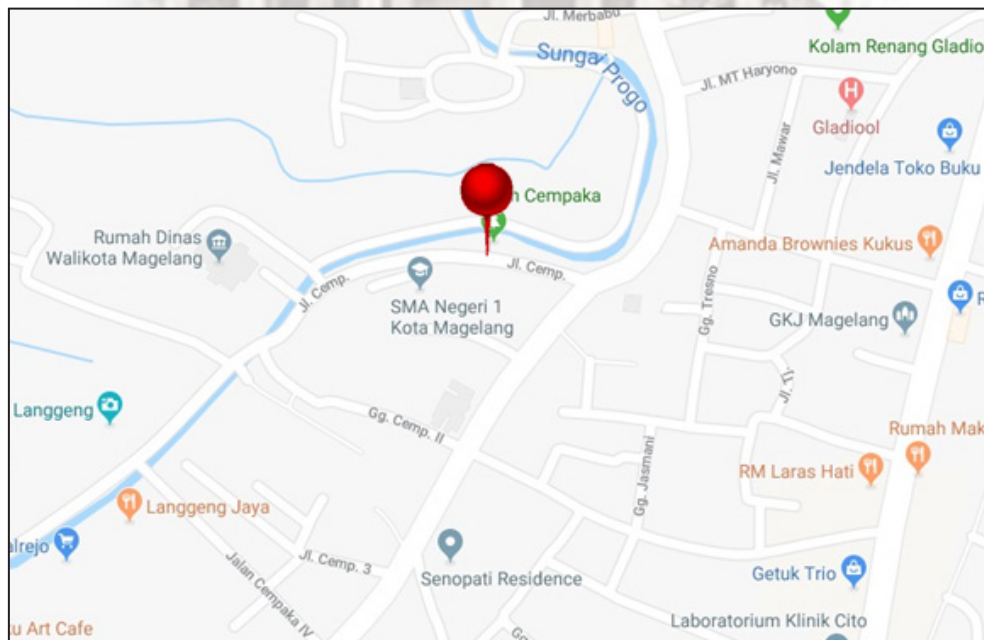 Jl. Merbabu
Kolam Renang Gladio
Sungai Progo
Jl. MT Haryono
Gladiool
Jl. Mawar
Jendela Toko Buku
Cempaka
Rumah Dinas
Walikota Magelang
Amanda Brownies Kukus
Jl. Cemp.
Jl. Cemp.
SMA Negeri 1
Kota Magelang
Gg. Tresno
R
GKJ Magelang
Jl. Tl.
Langgeng
Gg. Cemp. II
Rumah Mak
RM Laras Hati
Gg. Jasmani
Langgeng Jaya
alrejo
Jl. Cemp. 3
Senopati Residence
Getuk Trio
Jalan Cempaka IV
Laboratorium Klinik Cito
u Art Cafe
Gg